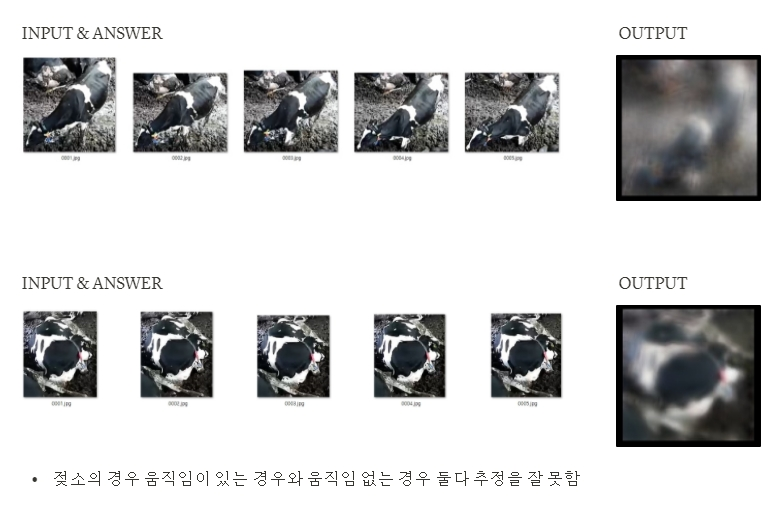 INPUT & ANSWER
OUTPUT
0001.jpg
0002.jpg
0003.jpg
0004.jpg
0005.jpg
INPUT & ANSWER
OUTPUT
0001.jpg
0002.jpg
0003.jpg
0004.jpg
0005.jpg
• 젖소의 경우 움직임이 있는 경우와 움직임 없는 경우 둘다 추정을 잘 못함